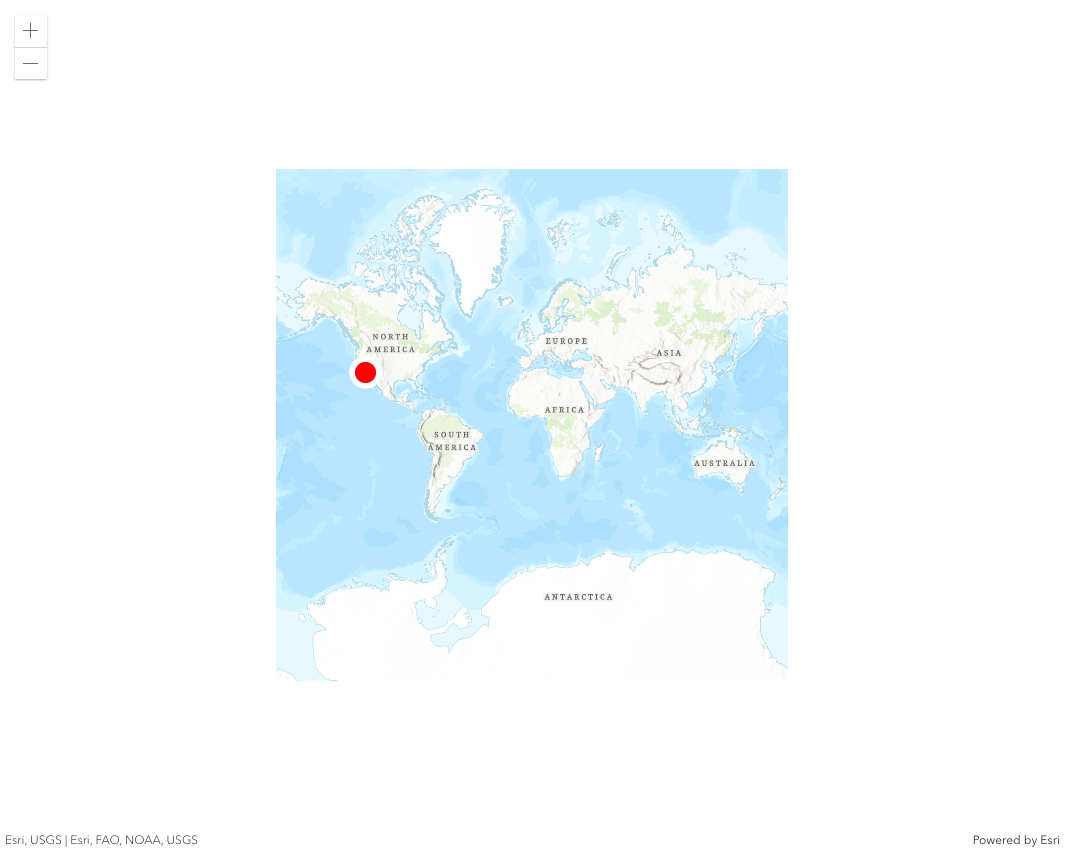 NORTH
AMERICA
EUROPE
ASIA
AFRICA
SOUTH
AMERICA
AUSTRALIA
ANTARCTICA
Esri, USGS | Esri, FAO, NOAA, USGS
Powered by Esri